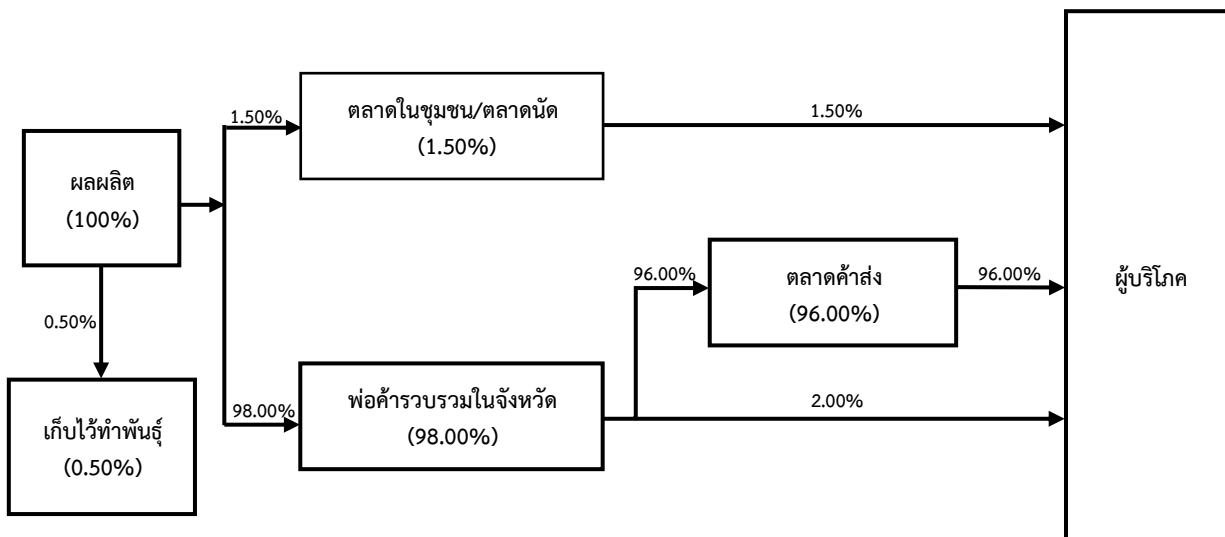 ผลผลิต
(100%)
0.50%
เก็บไว้ทำพันธุ์
(0.50%)
1.50%
ตลาดในชุมชน/ตลาดนัด
(1.50%)
1.50%
98.00%
พ่อค้ารวบรวมในจังหวัด
(98.00%)
96.00%
ตลาดค้าส่ง
(96.00%)
96.00%
2.00%
ผู้บริโภค